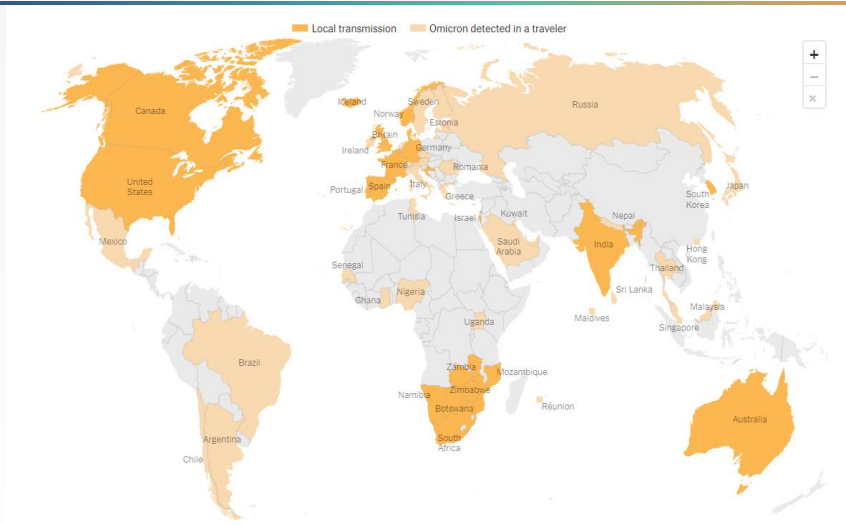 Local transmission
Omicron detected in a traveler
+
−
×
Canada
Iceland
Norway
Sweden
Russia
Estonia
Britain
Ireland
Germany
France
Romania
United
States
Portugal
Spain
Italy
Greece
South
Korea
Japan
Mexico
Tunisia
Israel
Kuwait
Nepal
Saudi
Arabia
India
Hong
Kong
Senegal
Thailand
Ghana
Nigeria
Sri Lanka
Maldives
Malaysia
Singapore
Uganda
Brazil
Zambia
Mozambique
Zimbabwe
Namibia
Botswana
Réunion
Australia
Argentina
South
Africa
Chile